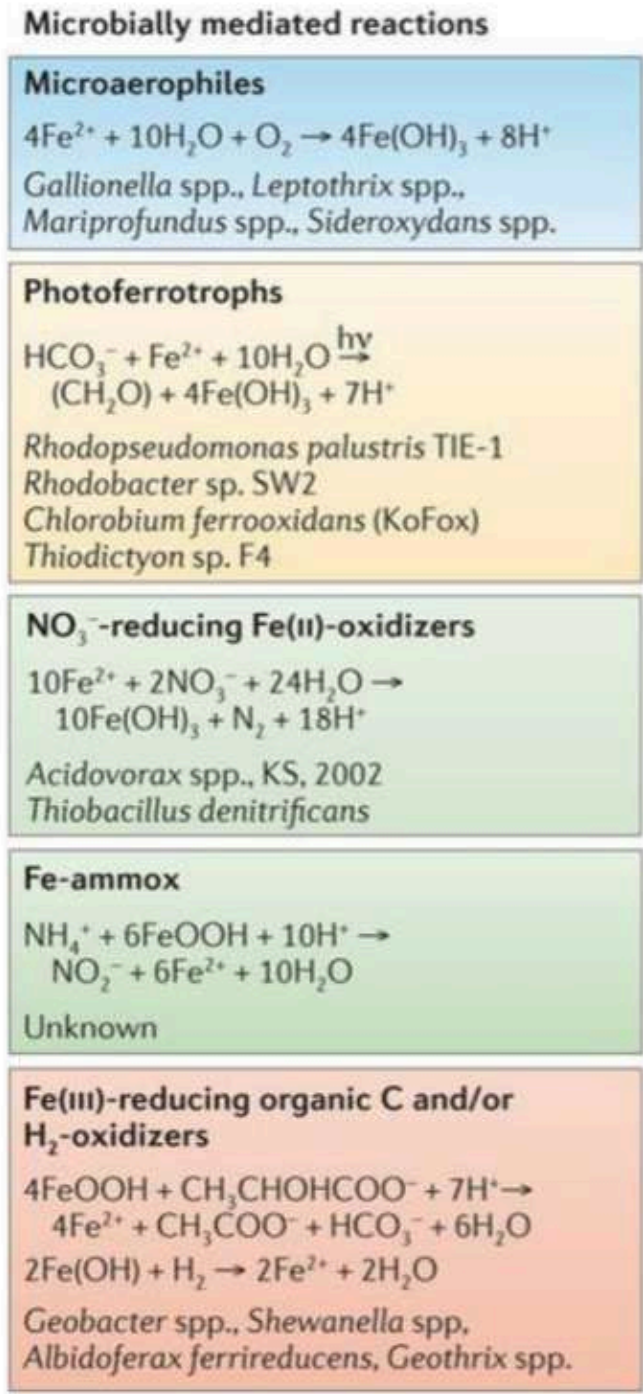 Microbially mediated reactions
Microaerophiles
4Fe²⁺ + 10H₂O + O₂ → 4Fe(OH)₃ + 8H⁺
Gallionella spp., Leptothrix spp.,
Mariprofundus spp., Sideroxydans spp.
Photoferrotrophs
HCO₃⁻ + Fe²⁺ + 10H₂O hν→
(CH₂O) + 4Fe(OH)₃ + 7H⁺
Rhodopseudomonas palustris TIE-1
Rhodobacter sp. SW2
Chlorobium ferrooxidans (KoFox)
Thiodictyon sp. F4
NO₃⁻-reducing Fe(II)-oxidizers
10Fe²⁺ + 2NO₃⁻ + 24H₂O →
10Fe(OH)₃ + N₂ + 18H⁺
Acidovorax spp., KS, 2002
Thiobacillus denitrificans
Fe-ammox
NH₄⁺ + 6FeOOH + 10H⁺ →
NO₂⁻ + 6Fe²⁺ + 10H₂O
Unknown
Fe(III)-reducing organic C and/or
H₂-oxidizers
4FeOOH + CH₃CHOHCOO⁻ + 7H⁺→
4Fe²⁺ + CH₃COO⁻ + HCO₃⁻ + 6H₂O
2Fe(OH) + H₂ → 2Fe²⁺ + 2H₂O
Geobacter spp., Shewanella spp,
Albidoferax ferrireducens, Geothrix spp.